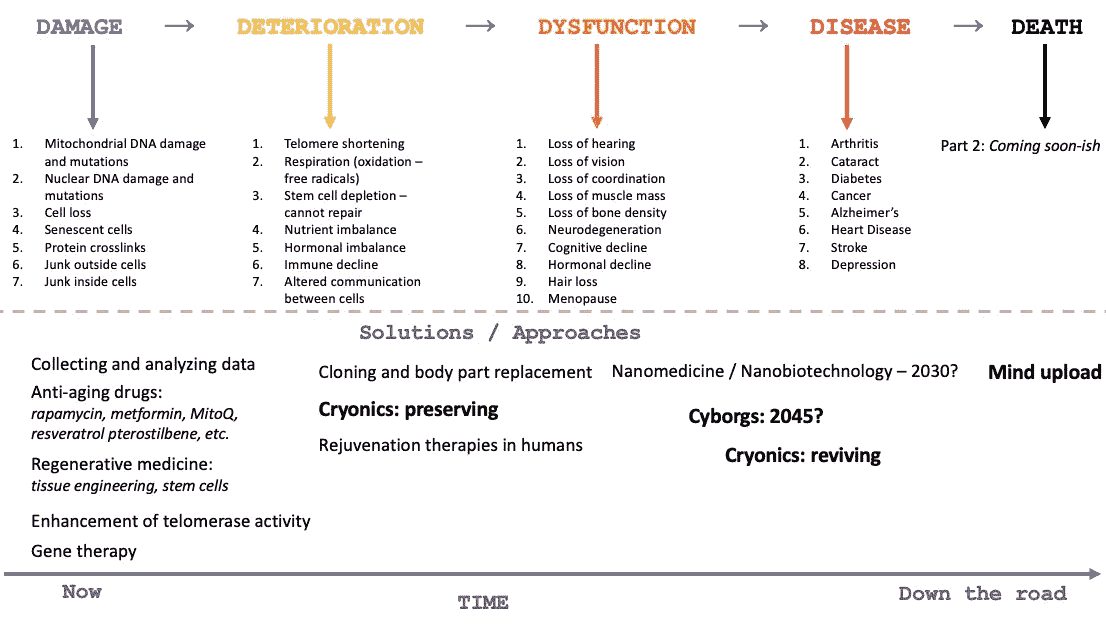 DAMAGE → DETERIORATION → DYSFUNCTION → DISEASE → DEATH
1. Mitochondrial DNA damage
and mutations
2. Nuclear DNA damage and
mutations
3. Cell loss
4. Senescent cells
5. Protein crosslinks
6. Junk outside cells
7. Junk inside cells
1. Telomere shortening
2. Respiration (oxidation –
free radicals)
3. Stem cell depletion –
cannot repair
4. Nutrient imbalance
5. Hormonal imbalance
6. Immune decline
7. Altered communication
between cells
1. Loss of hearing
2. Loss of vision
3. Loss of coordination
4. Loss of muscle mass
5. Loss of bone density
6. Neurodegeneration
7. Cognitive decline
8. Hormonal decline
9. Hair loss
10. Menopause
1. Arthritis
2. Cataract
3. Diabetes
4. Cancer
5. Alzheimer's
6. Heart Disease
7. Stroke
8. Depression
Part 2: Coming soon-ish
Solutions / Approaches
Collecting and analyzing data
Anti-aging drugs:
rapamycin, metformin, MitoQ,
resveratrol pterostilbene, etc.
Regenerative medicine:
tissue engineering, stem cells
Enhancement of telomerase activity
Gene therapy
Cloning and body part replacement
Cryonics: preserving
Rejuvenation therapies in humans
Nanomedicine / Nanobiotechnology – 2030?
Cyborgs: 2045?
Cryonics: reviving
Mind upload
Now
TIME
Down the road